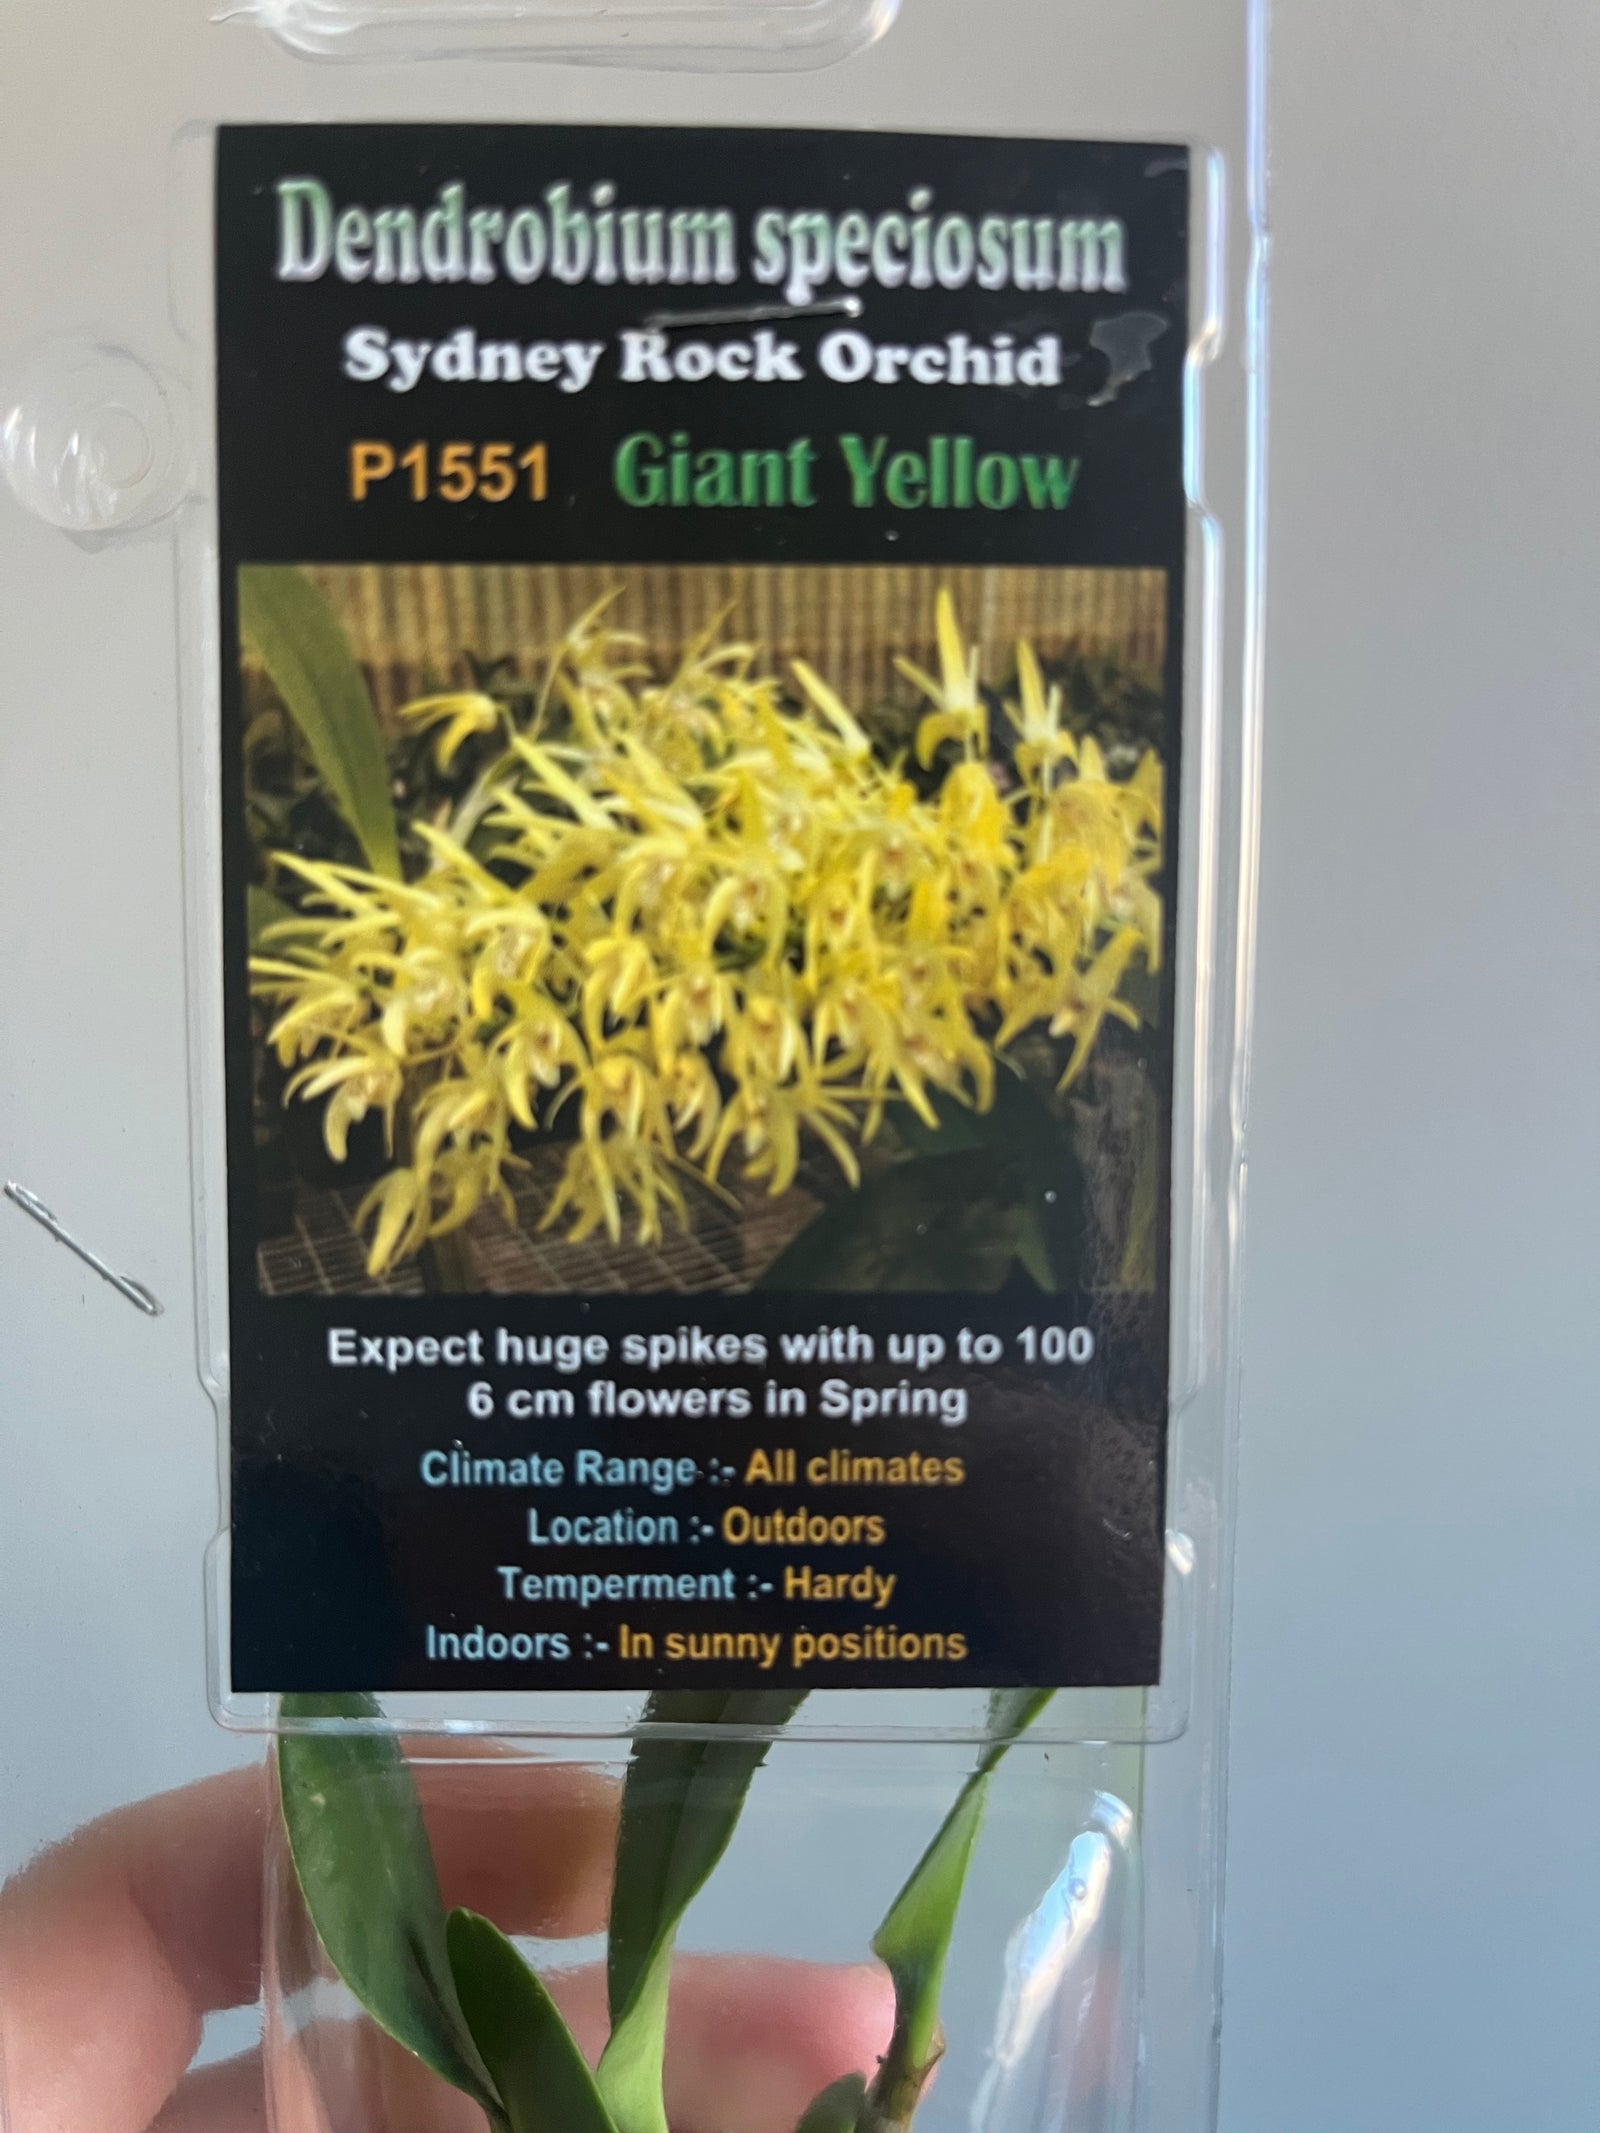 Dendrobium speciosum
Sydney Rock Orchid
P1551 Giant Yellow
Expect huge spikes with up to 100
6 cm flowers in Spring
Climate Range :- All climates
Location :- Outdoors
Temperment :- Hardy
Indoors :- In sunny positions